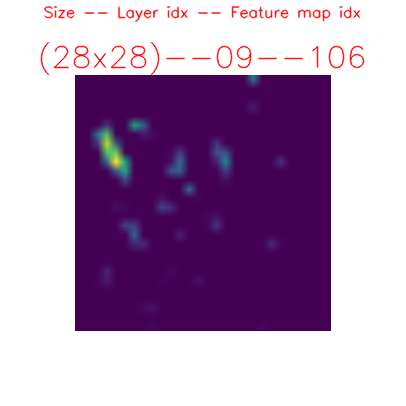 Size -- Layer idx -- Feature map idx
(28x28)--09--106